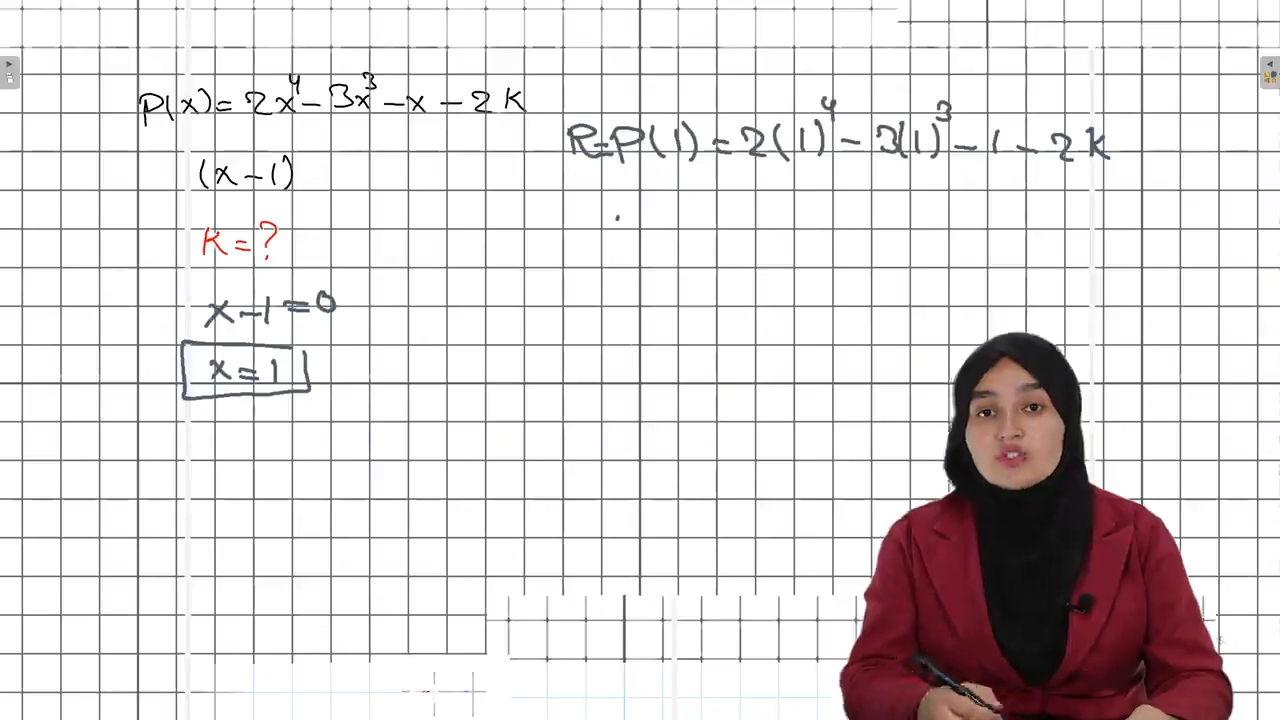 P(x) = 2x⁴ - 3x³ - x - 2K
(x - 1)
K = ?
x - 1 = 0
x = 1
R = P(1) = 2(1)⁴ - 3(1)³ - 1 - 2K